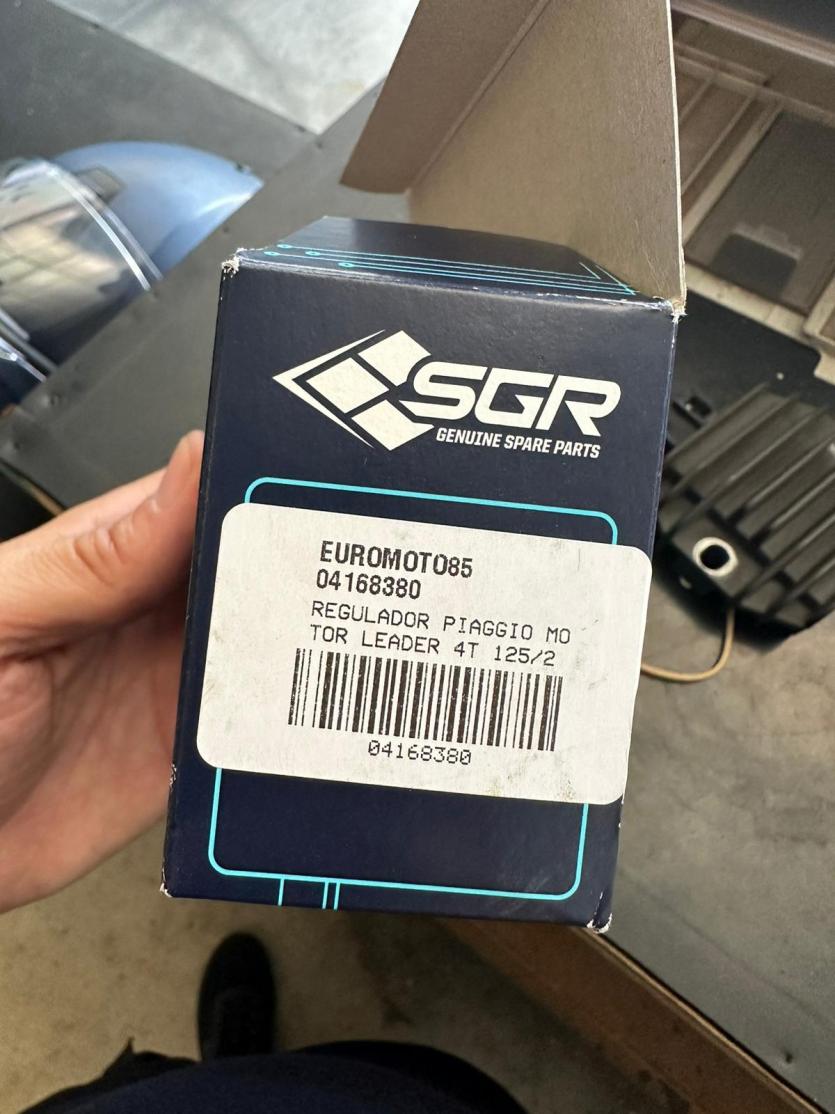 SGR
GENUINE SPARE PARTS
EUROMOTO85
04168380
REGULADOR PIAGGIO MO
TOR LEADER 4T 125/2
04168380